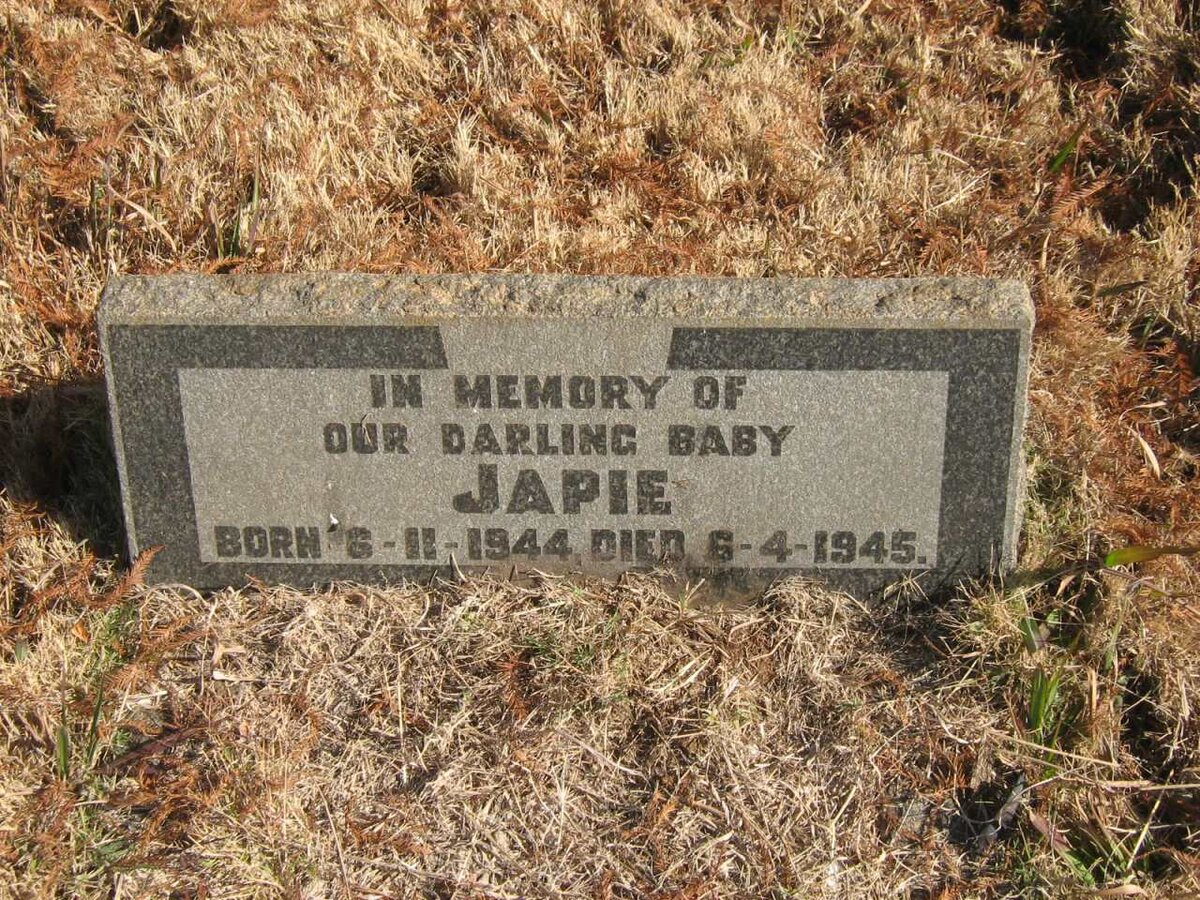 IN MEMORY OF
OUR DARLING BABY
JAPIE
BORN 6-11-1944, DIED 6-4-1945.